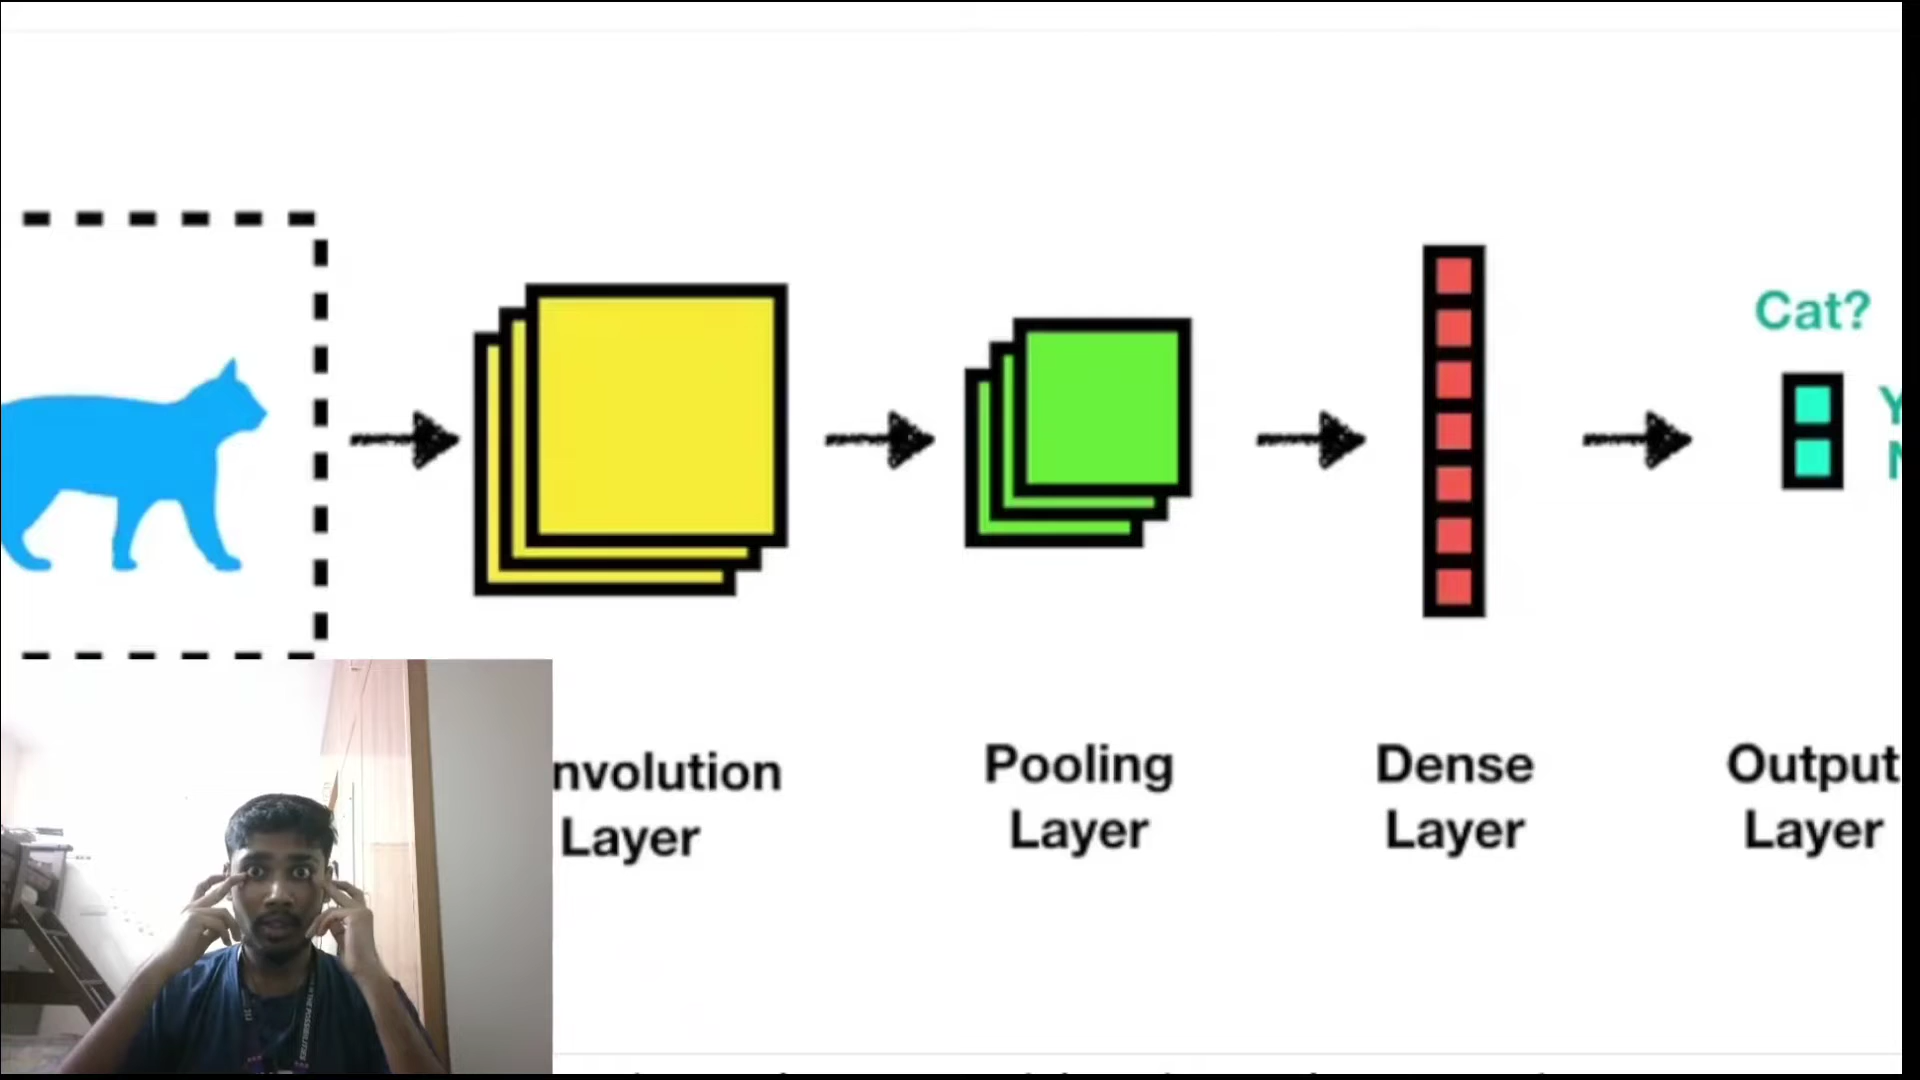 Cat?
Y
N
nvolution
Layer
Pooling
Layer
Dense
Layer
Output
Layer